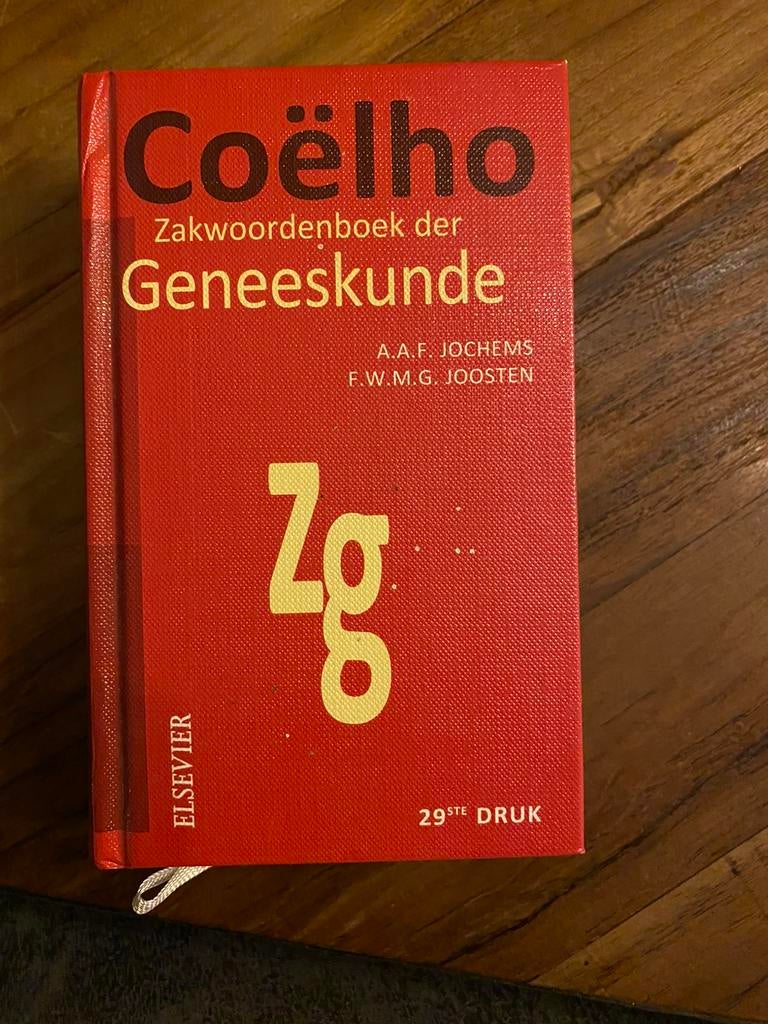 Coëlho
Zakwoordenboek der
Geneeskunde
A.A.F. JOCHEMS
F.W.M.G. JOOSTEN
Zg
ELSEVIER
29STE DRUK